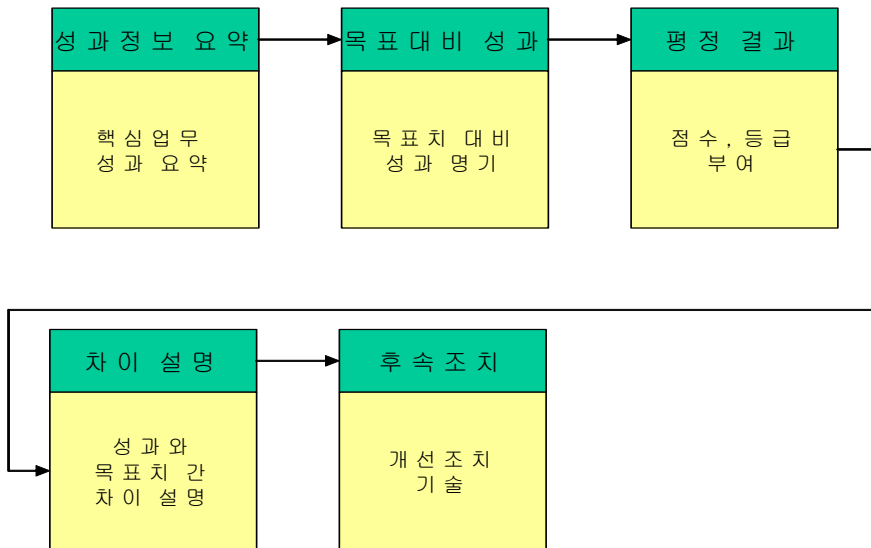 성과정보 요약
목표대비 성과
평정 결과
핵심업무
성과 요약
목표치 대비
성과 명기
점수, 등급
부여
차이 설명
후속조치
성과와
목표치 간
차이 설명
개선조치
기술